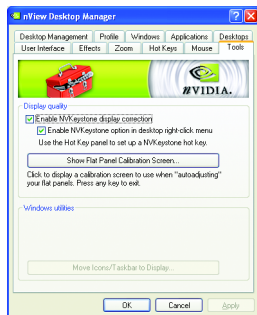 nView Desktop Manager
Desktop Management Profile Windows Applications Desktops
User Interface Effects Zoom Hot Keys Mouse Tools
NVIDIA.
Display quality
Enable NVKeystone display correction
Enable NVKeystone option in desktop right-click menu
Use the Hot Key panel to set up a NVKeystone hot key.
Show Flat Panel Calibration Screen...
Click to display a calibration screen to use when "autoadjusting"
your flat panels. Press any key to exit.
Windows utilities
Move Icons/Taskbar to Display...
OK Cancel Apply